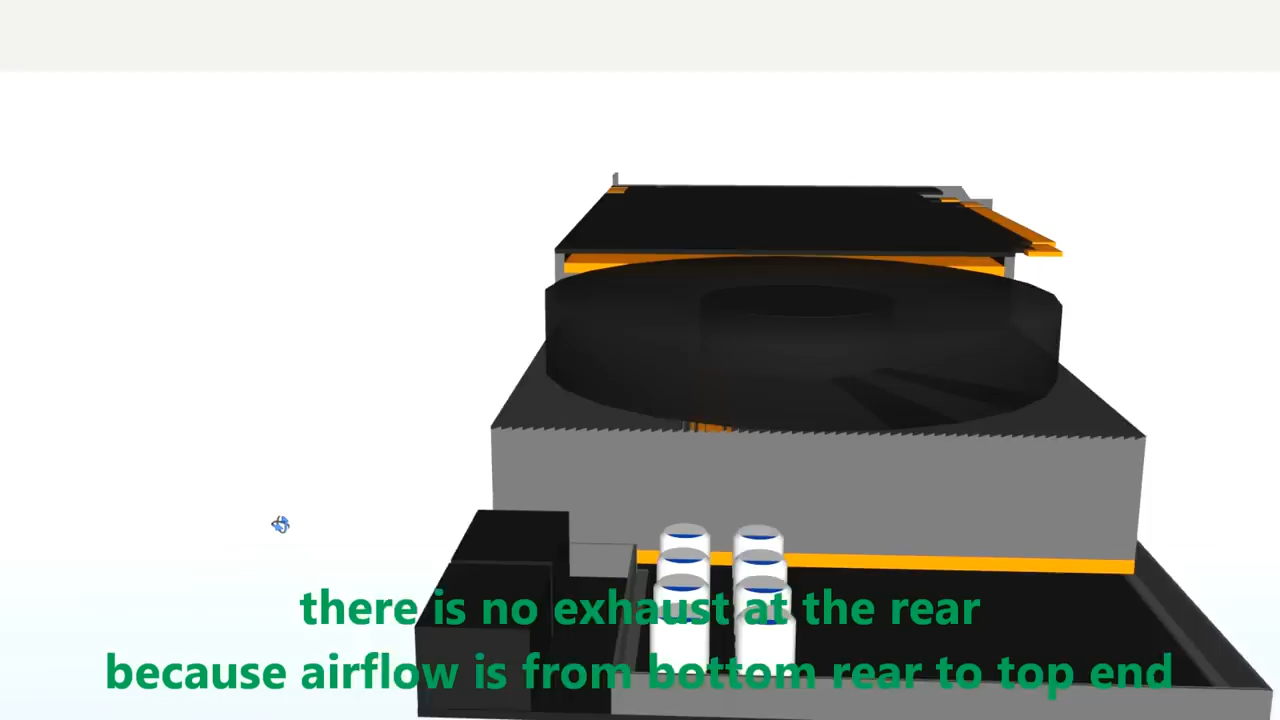 there is no exhaust at the rear
because airflow is from bottom rear to top end